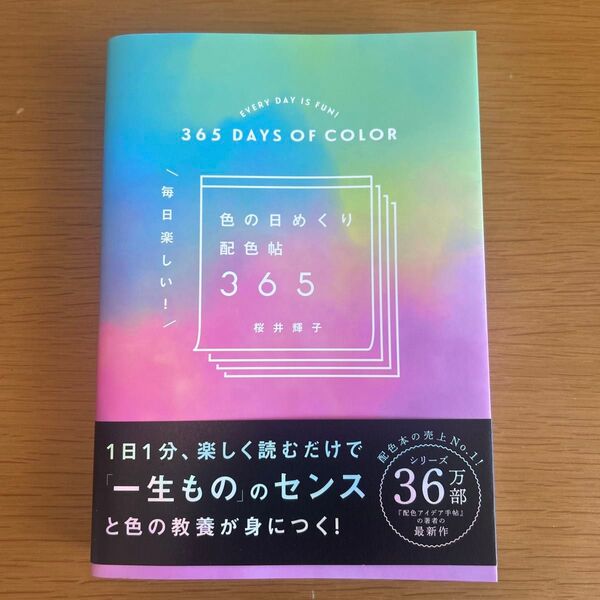 EVERY DAY IS FUN!
365 DAYS OF COLOR
毎日楽しい!
色の日めくり
配色帖
365
桜井輝子
1日1分、楽しく読むだけで
「一生もの」のセンス
と色の教養が身につく!
配色本の売上No.1!
シリーズ
36万部
『配色アイデア手帖』
の著者の
最新作